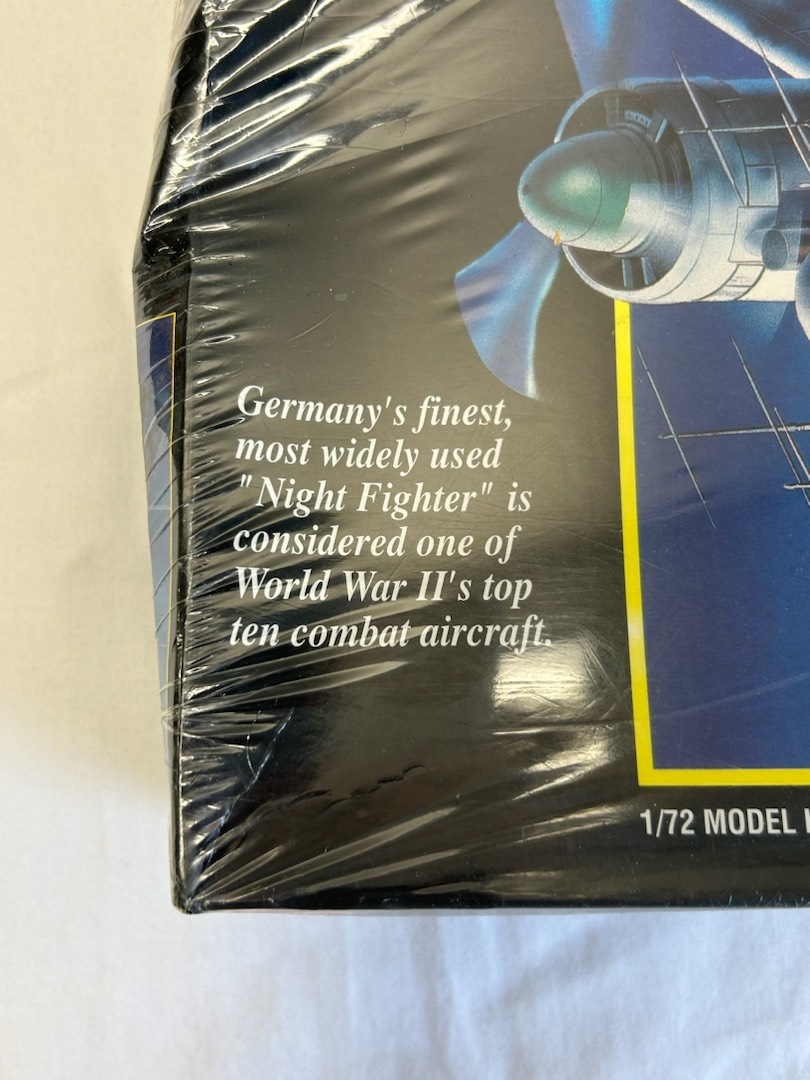 Germany's finest,
most widely used
"Night Fighter" is
considered one of
World War II's top
ten combat aircraft.
1/72 MODEL